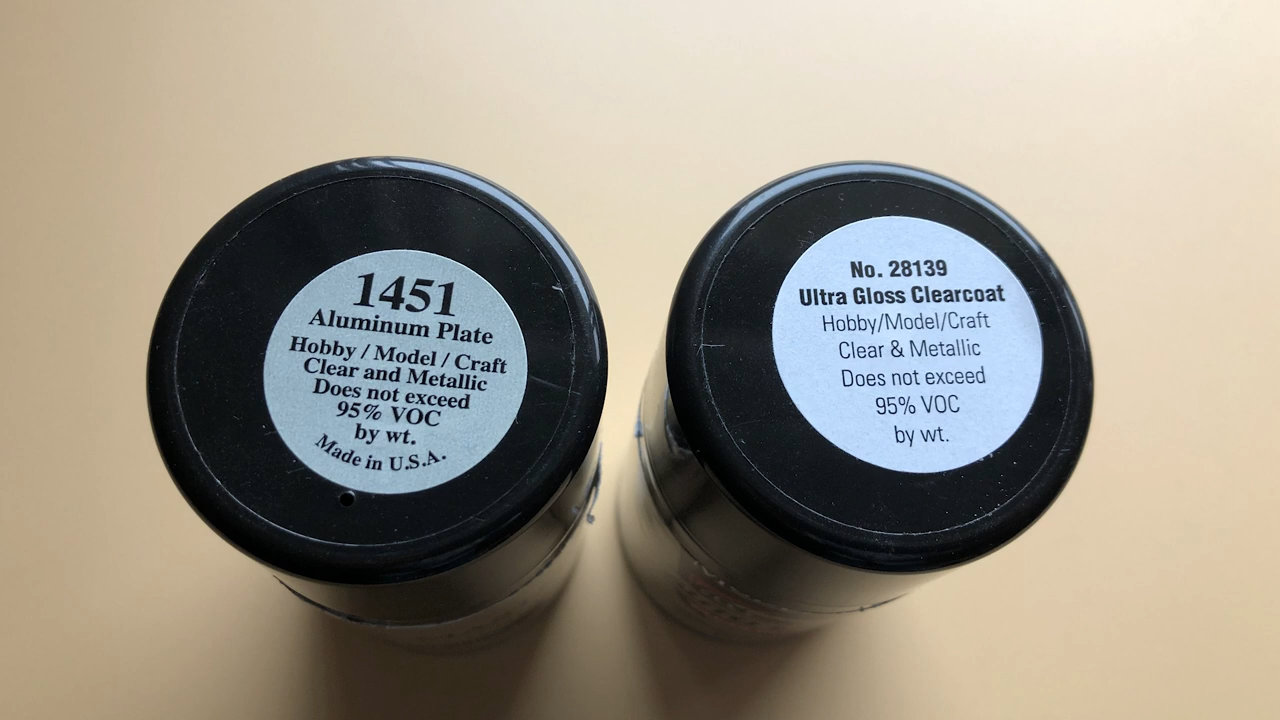 1451
Aluminum Plate
Hobby / Model / Craft
Clear and Metallic
Does not exceed
95% VOC
by wt.
Made in U.S.A.
No. 28139
Ultra Gloss Clearcoat
Hobby/Model/Craft
Clear & Metallic
Does not exceed
95% VOC
by wt.